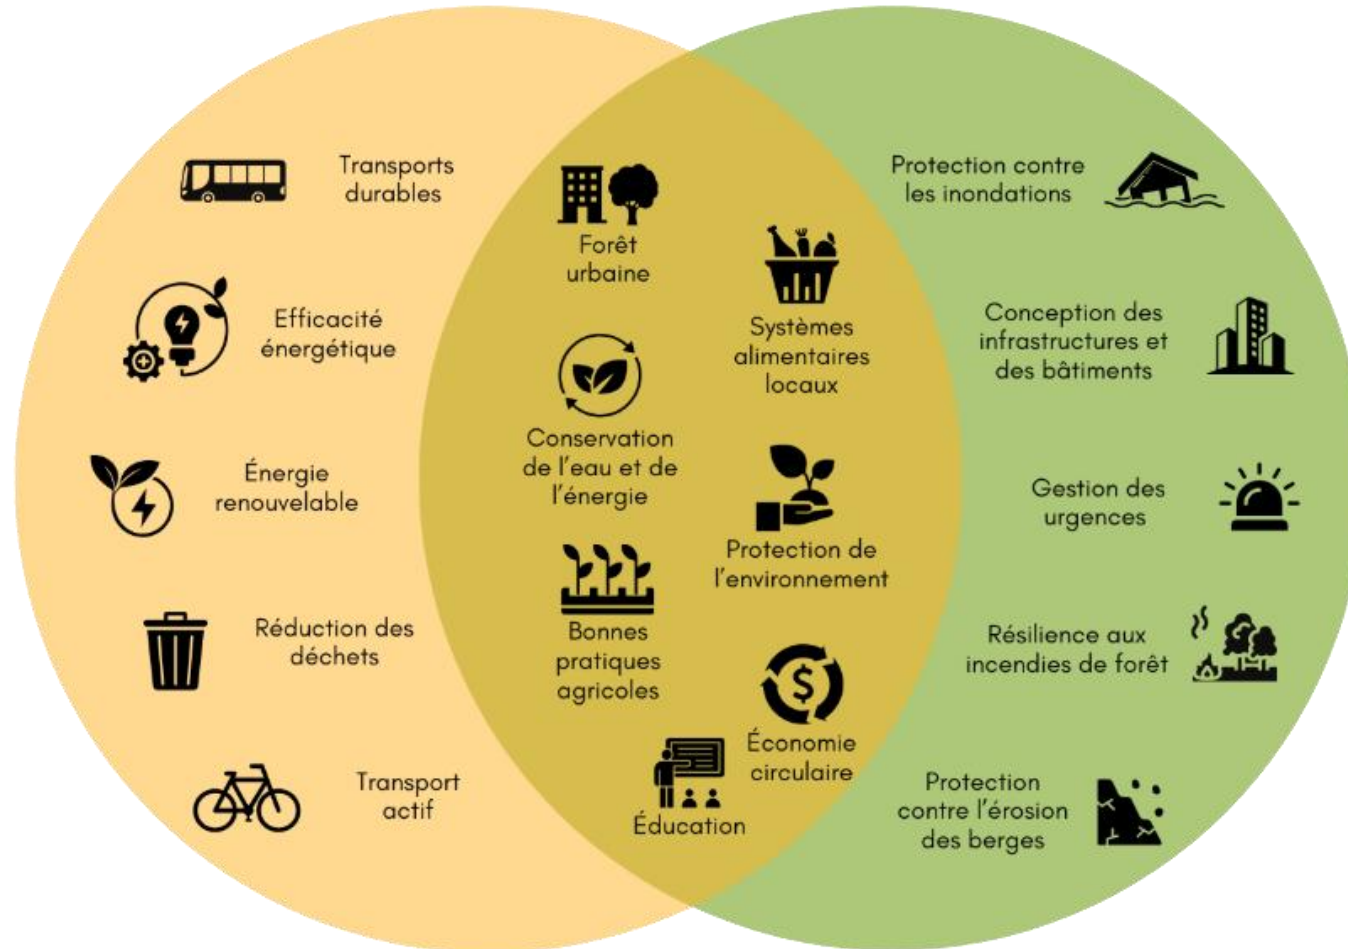 Transports
durables
Efficacité
énergétique
Énergie
renouvelable
Réduction des
déchets
Transport
actif
Forêt
urbaine
Systèmes
alimentaires
locaux
Conservation
de l'eau et de
l'énergie
Protection de
l'environnement
Bonnes
pratiques
agricoles
$
Économie
circulaire
Éducation
Protection contre
les inondations
Conception des
infrastructures et
des bâtiments
Gestion des
urgences
Résilience aux
incendies de forêt
Protection
contre l'érosion
des berges